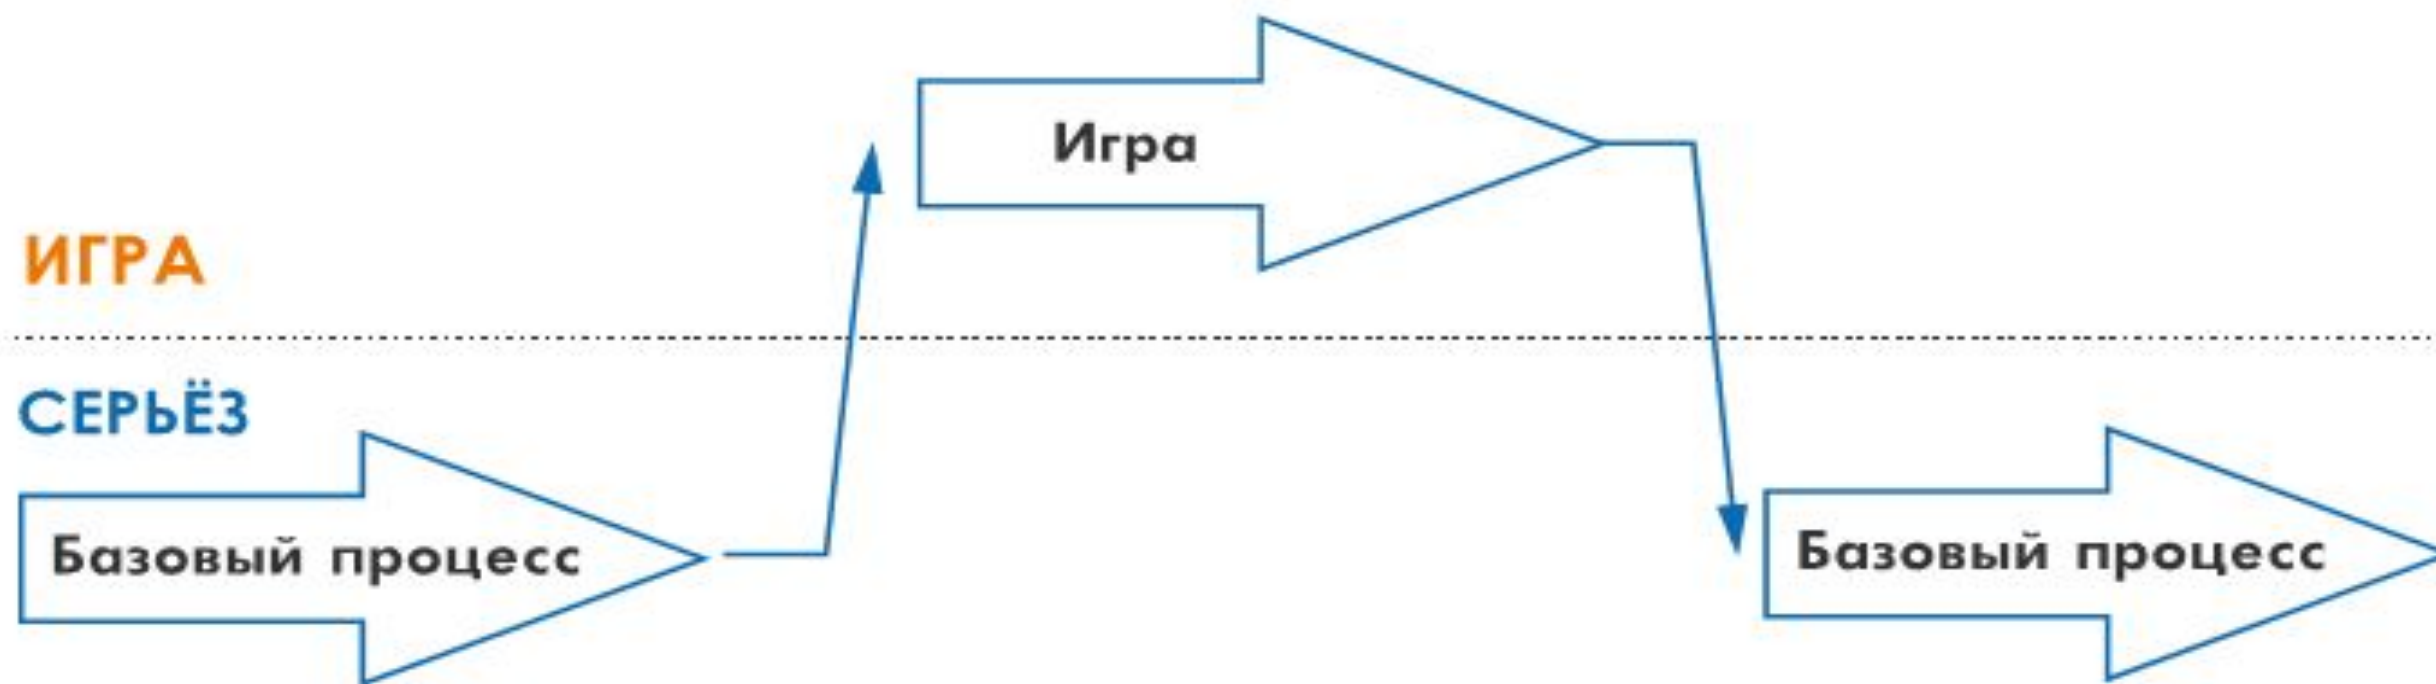 Игра
ИГРА
СЕРЬЁЗ
Базовый процесс
Базовый процесс